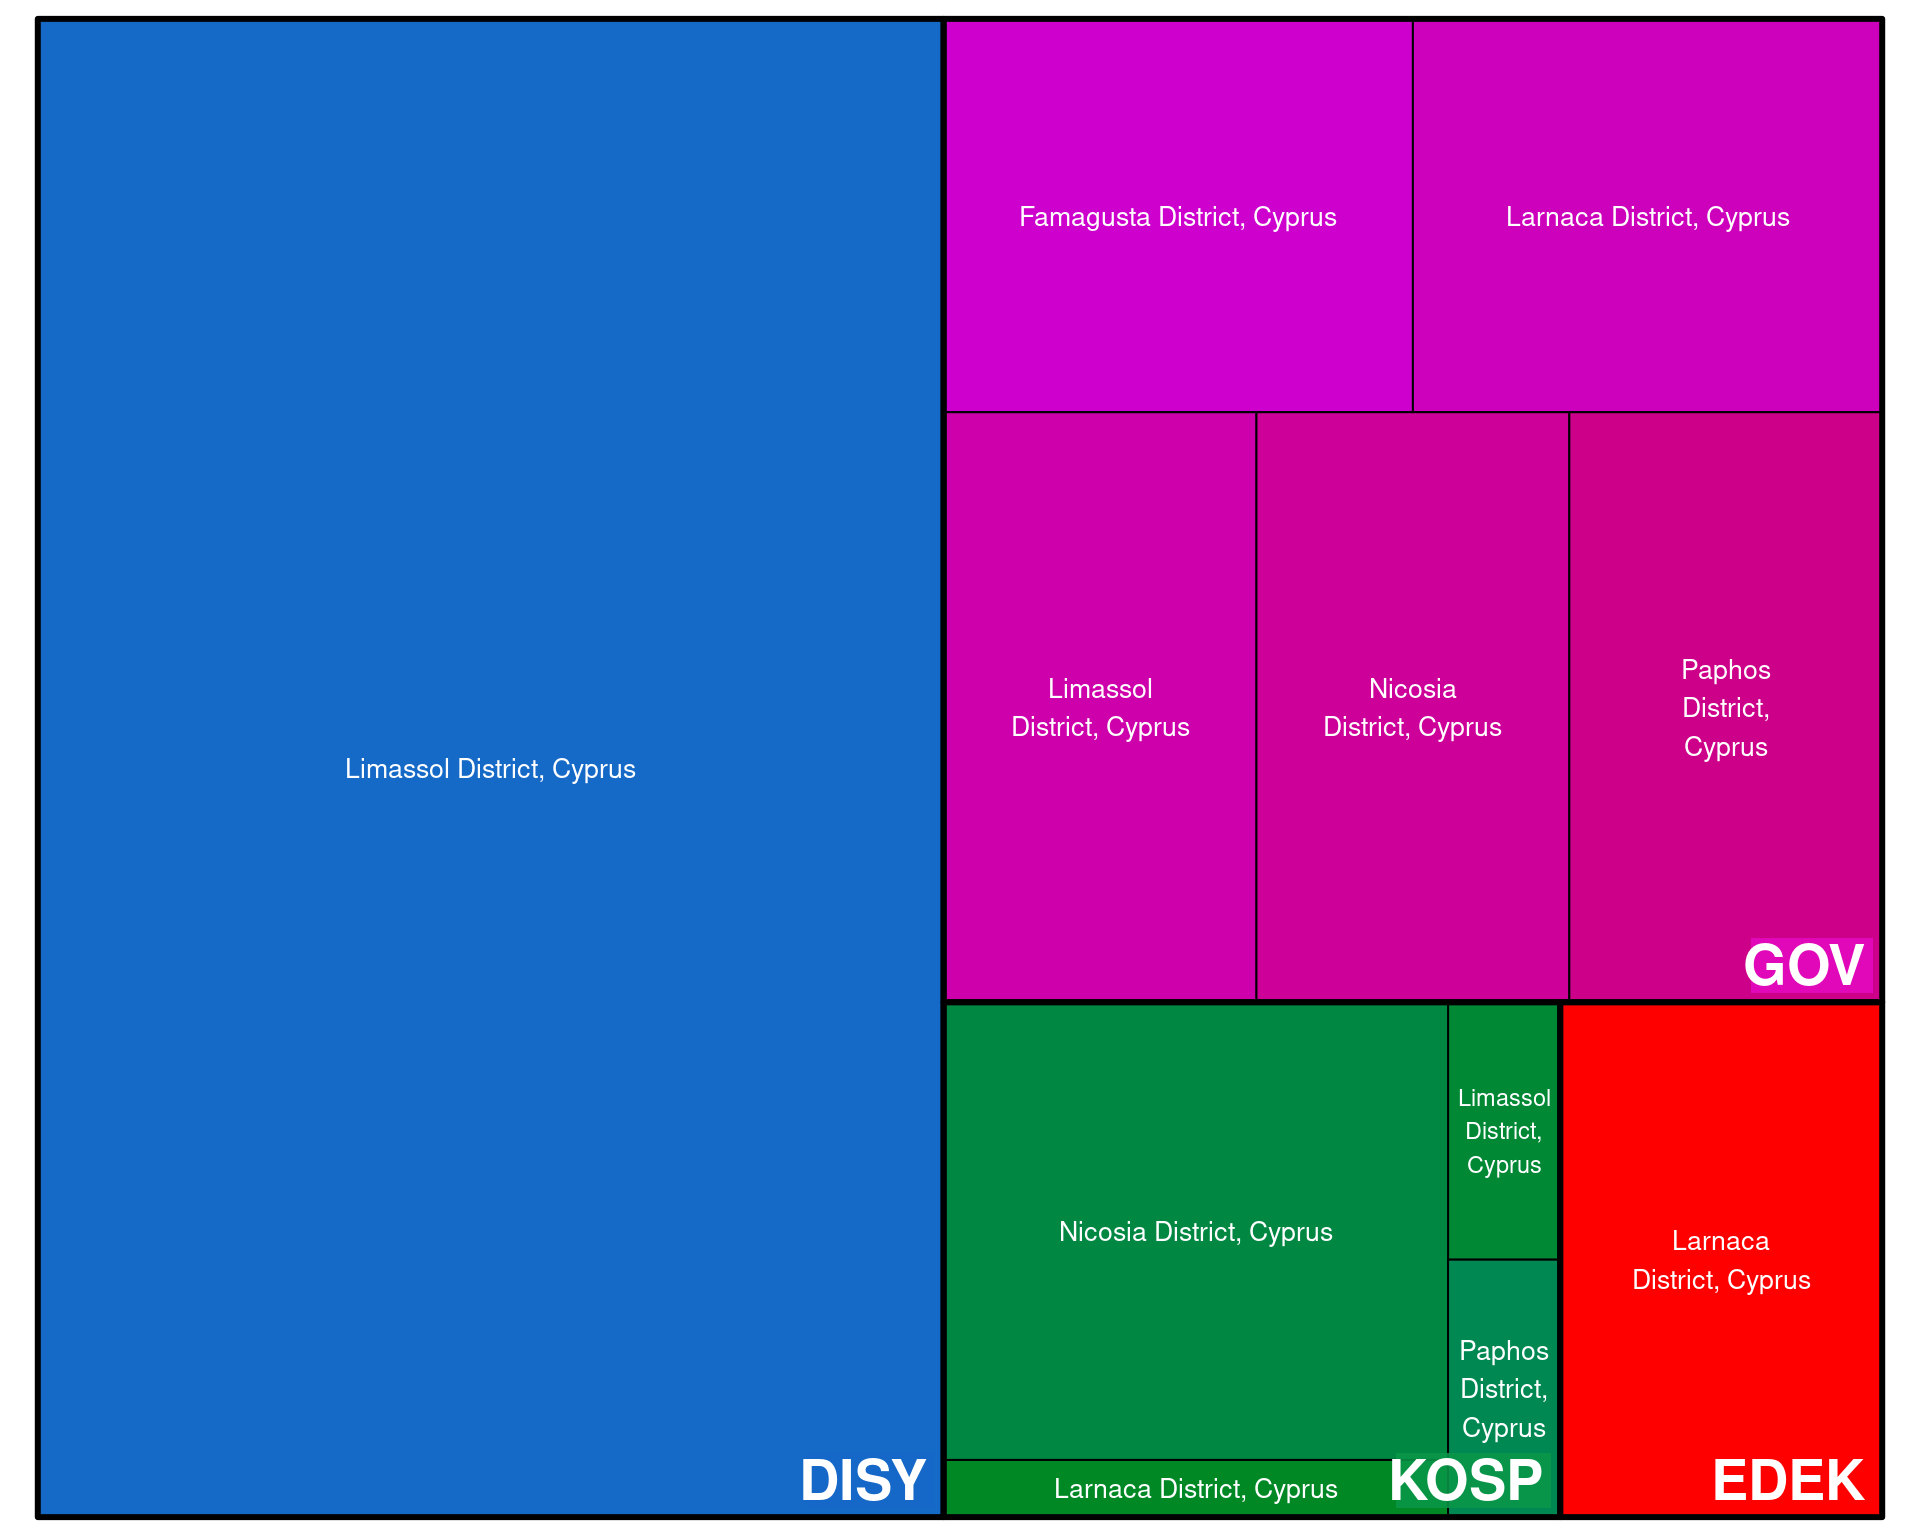 Limassol District, Cyprus
DISY
Famagusta District, Cyprus
Larnaca District, Cyprus
Limassol
District, Cyprus
Nicosia
District, Cyprus
Paphos
District,
Cyprus
GOV
Nicosia District, Cyprus
Larnaca District, Cyprus
Limassol
District,
Cyprus
Paphos
District,
Cyprus
KOSP
Larnaca
District, Cyprus
EDEK